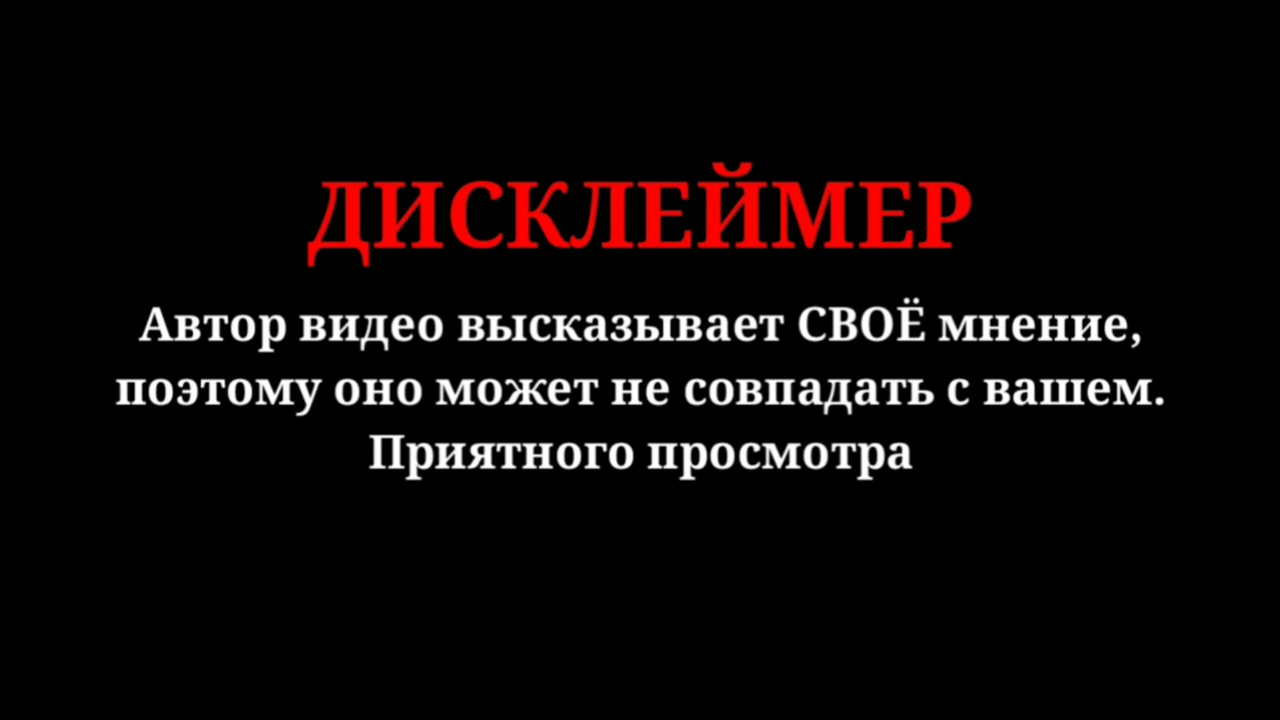 ДИСКЛЕЙМЕР
Автор видео высказывает СВОЁ мнение,
поэтому оно может не совпадать с вашем.
Приятного просмотра